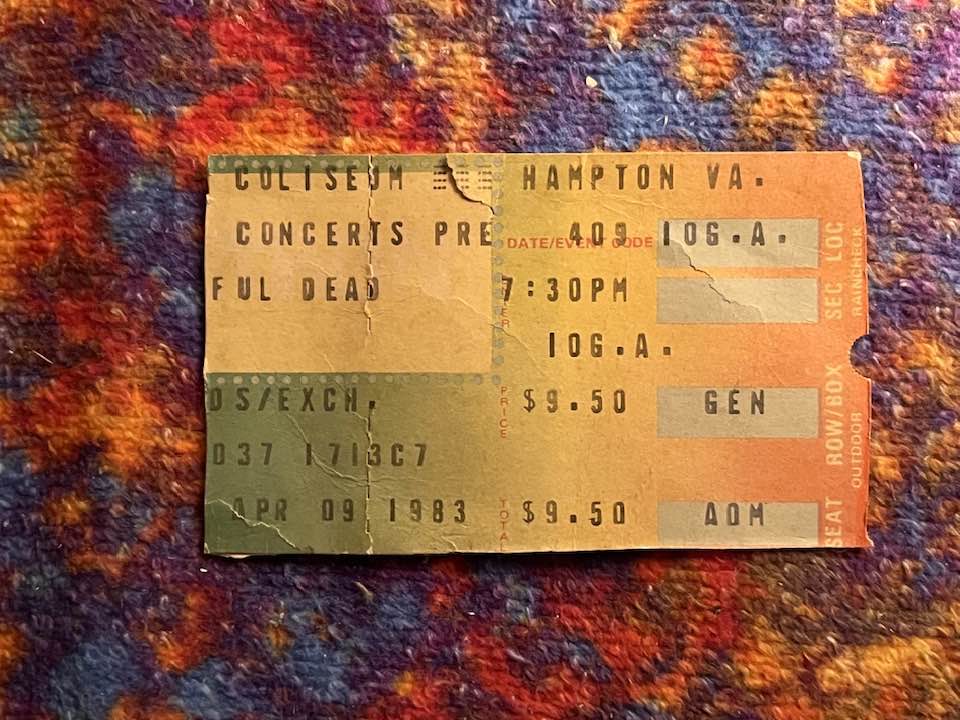 COLISEUM HAMPTON VA.
CONCERTS PRE DATE/EVENT CODE 409 10G.A.
FUL DEAD 7:30PM
10G.A.
DS/EXCH. PRICE $9.50 GEN
D37 1713C7
APR 09 1983 TOTAL $9.50 ADM
SEC LOC
RAINCHECK
ROW/BOX
OUTDOOR
SEAT